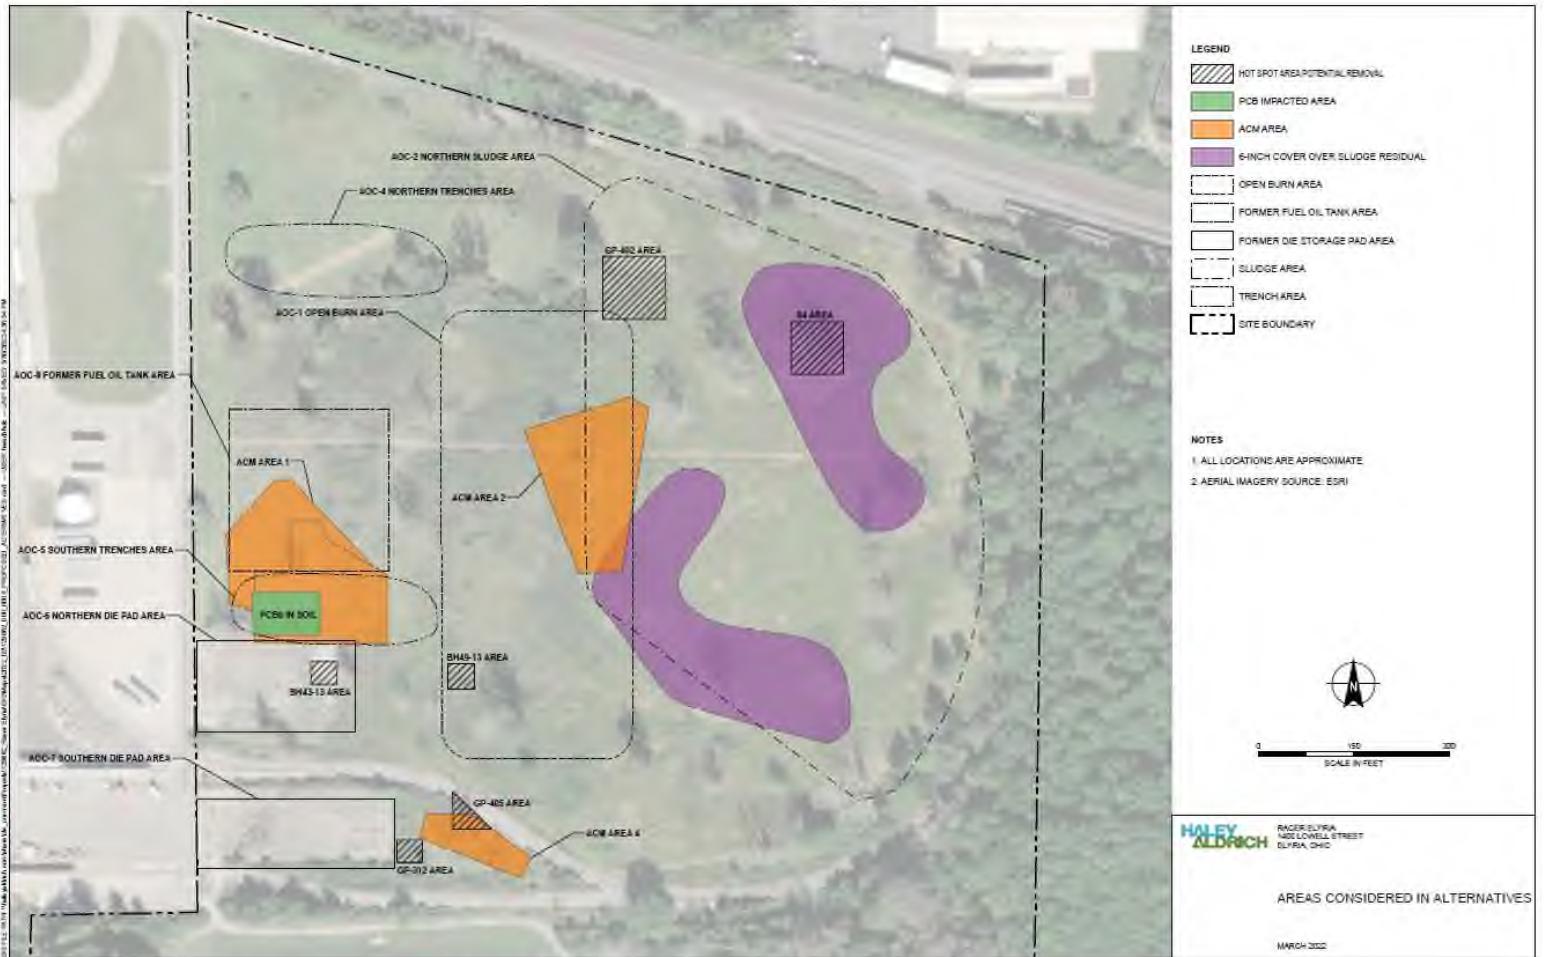 AOC-2 NORTHERN SLUDGE AREA
AOC-4 NORTHERN TRENCHES AREA
GP-402 AREA
AOC-1 OPEN BURN AREA
S4 AREA
AOC-8 FORMER FUEL OIL TANK AREA
ACM AREA 1
ACM AREA 2
AOC-5 SOUTHERN TRENCHES AREA
AOC-6 NORTHERN DIE PAD AREA
PCBs IN SOIL
BH49-13 AREA
BH43-13 AREA
AOC-7 SOUTHERN DIE PAD AREA
GP-405 AREA
ACM AREA 4
GP-312 AREA
LEGEND
HOT SPOT AREA POTENTIAL REMOVAL
PCB IMPACTED AREA
ACM AREA
6-INCH COVER OVER SLUDGE RESIDUAL
OPEN BURN AREA
FORMER FUEL OIL TANK AREA
FORMER DIE STORAGE PAD AREA
SLUDGE AREA
TRENCH AREA
SITE BOUNDARY
NOTES
1. ALL LOCATIONS ARE APPROXIMATE
2. AERIAL IMAGERY SOURCE: ESRI
N
0 150 300
SCALE IN FEET
HALEY ALDRICH
RACER ELYRIA
1400 LOWELL STREET
ELYRIA, OHIO
AREAS CONSIDERED IN ALTERNATIVES
MARCH 2022